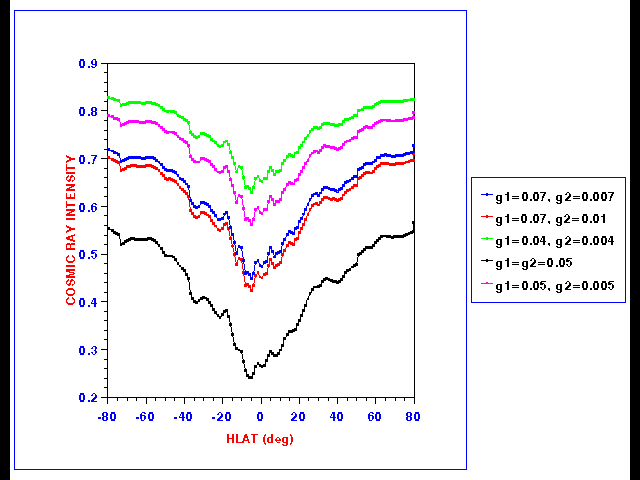 0.9
0.8
0.7
0.6
0.5
0.4
0.3
0.2
COSMIC RAY INTENSITY
-80 -60 -40 -20 0 20 40 60 80
HLAT (deg)
g1=0.07, g2=0.007
g1=0.07, g2=0.01
g1=0.04, g2=0.004
g1=g2=0.05
g1=0.05, g2=0.005